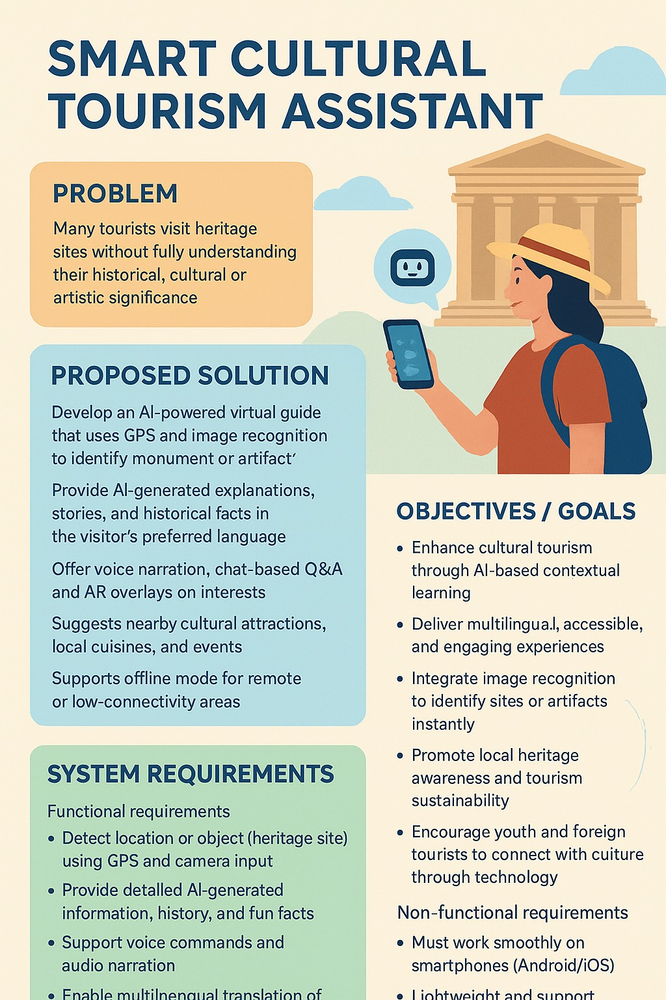 SMART CULTURAL
TOURISM ASSISTANT
PROBLEM
Many tourists visit heritage
sites without fully understanding
their historical, cultural or
artistic significance
PROPOSED SOLUTION
Develop an AI-powered virtual guide
that uses GPS and image recognition
to identify monument or artifact′
Provide AI-generated explanations,
stories, and historical facts in
the visitor's preferred language
Offer voice narration, chat-based Q&A
and AR overlays on interests
Suggests nearby cultural attractions,
local cuisines, and events
Supports offline mode for remote
or low-connectivity areas
SYSTEM REQUIREMENTS
Functional requirements
• Detect location or object (heritage site)
using GPS and camera input
• Provide detalled AI-generated
information, history, and fun facts
• Support voice commands and
audio narration
• Enable multilnengual translation of
OBJECTIVES / GOALS
• Enhance cultural tourism
through AI-based contextual
learning
• Deliver multilingua.l, accessible,
and engaging experiences
• Integrate image recognition
to identify sites or artifacts
instantly
• Promote local heritage
awareness and tourism
sustainability
• Encourage youth and foreign
tourists to connect with cuiture
through technology
Non-functional requirements
• Must work smoothly on
smartphones (Android/iOS)
• Lightweight and support